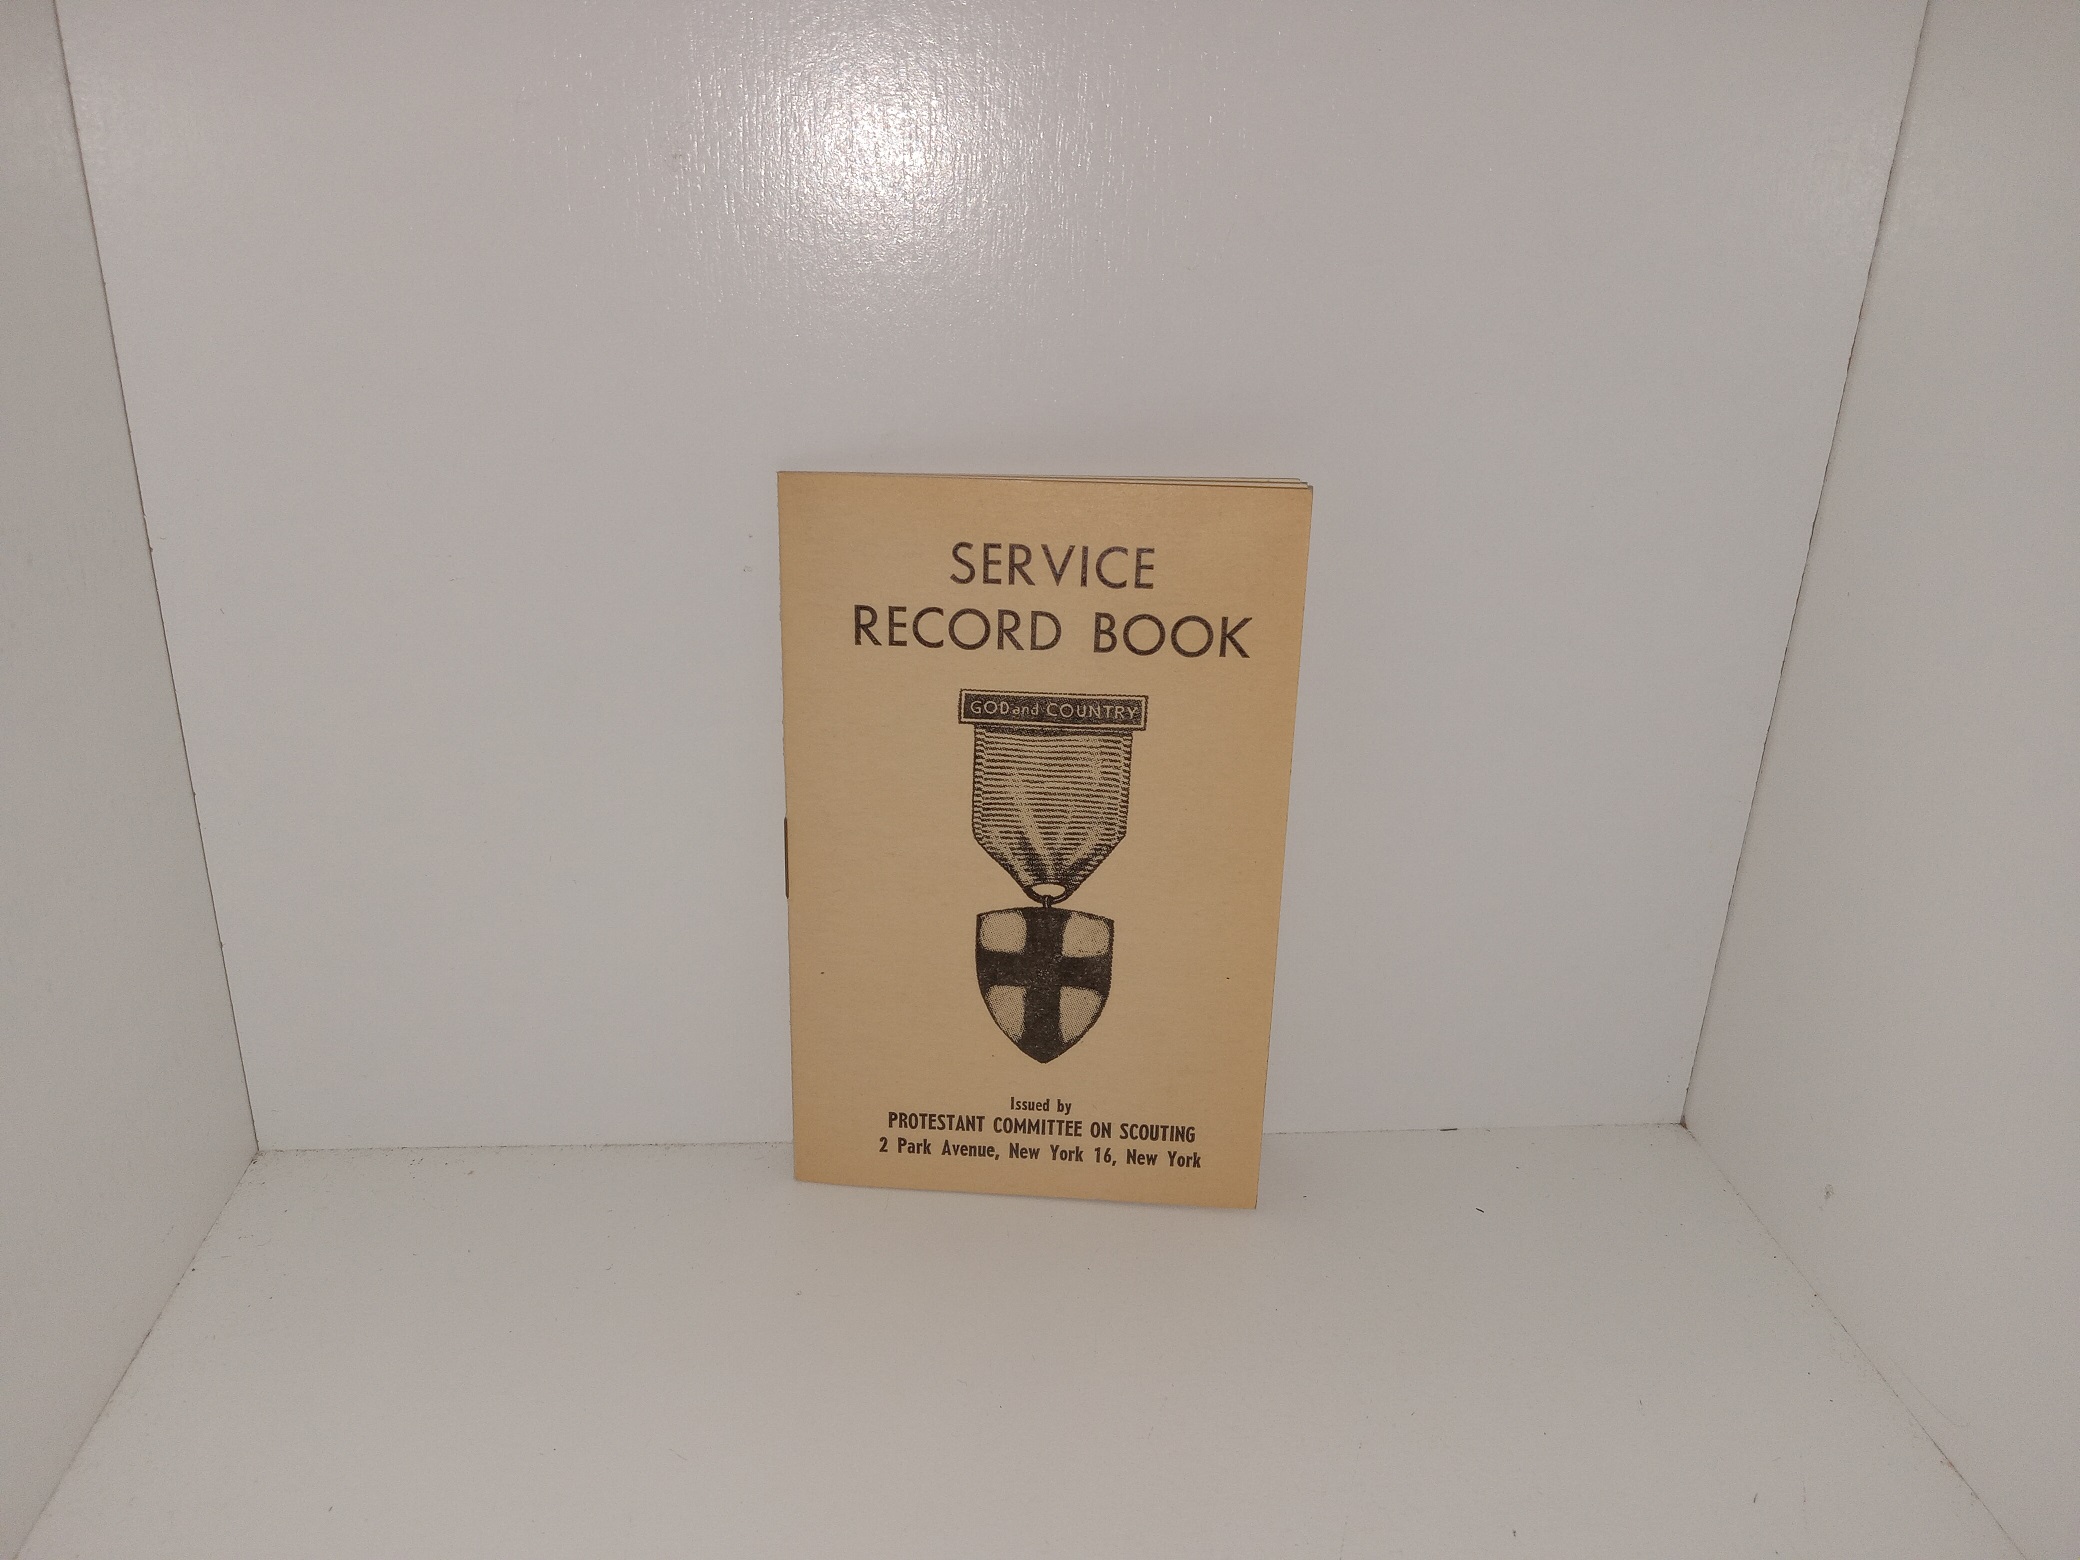 SERVICE
RECORD BOOK
GOD and COUNTRY
Issued by
PROTESTANT COMMITTEE ON SCOUTING
2 Park Avenue, New York 16, New York